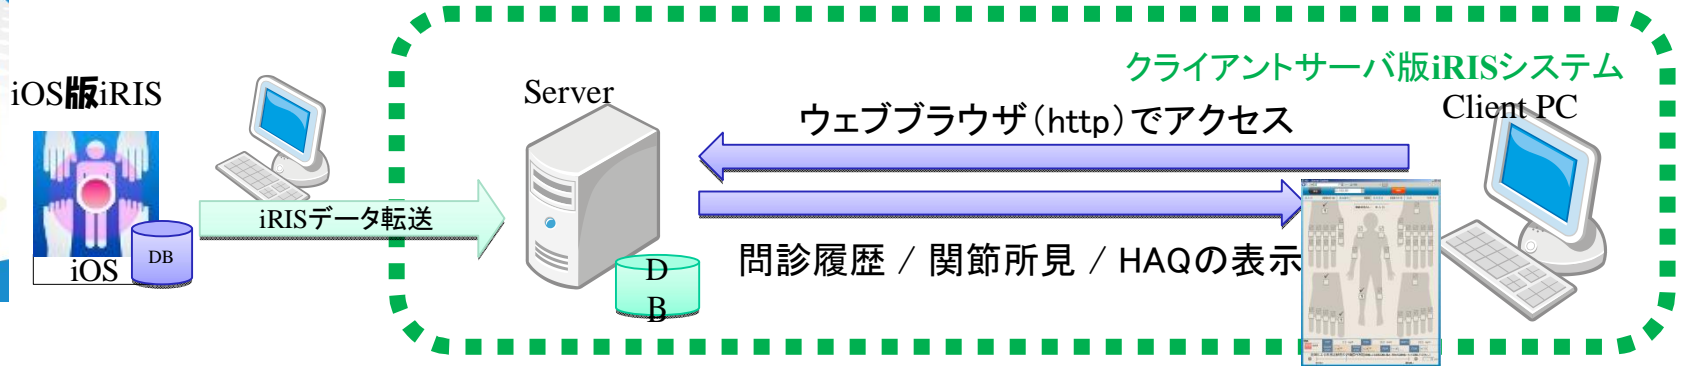 クライアントサーバ版iRISシステム
iOS版iRIS
Server
Client PC
ウェブブラウザ（http）でアクセス
iRISデータ転送
DB
iOS
問診履歴 / 関節所見 / HAQの表示
D
B